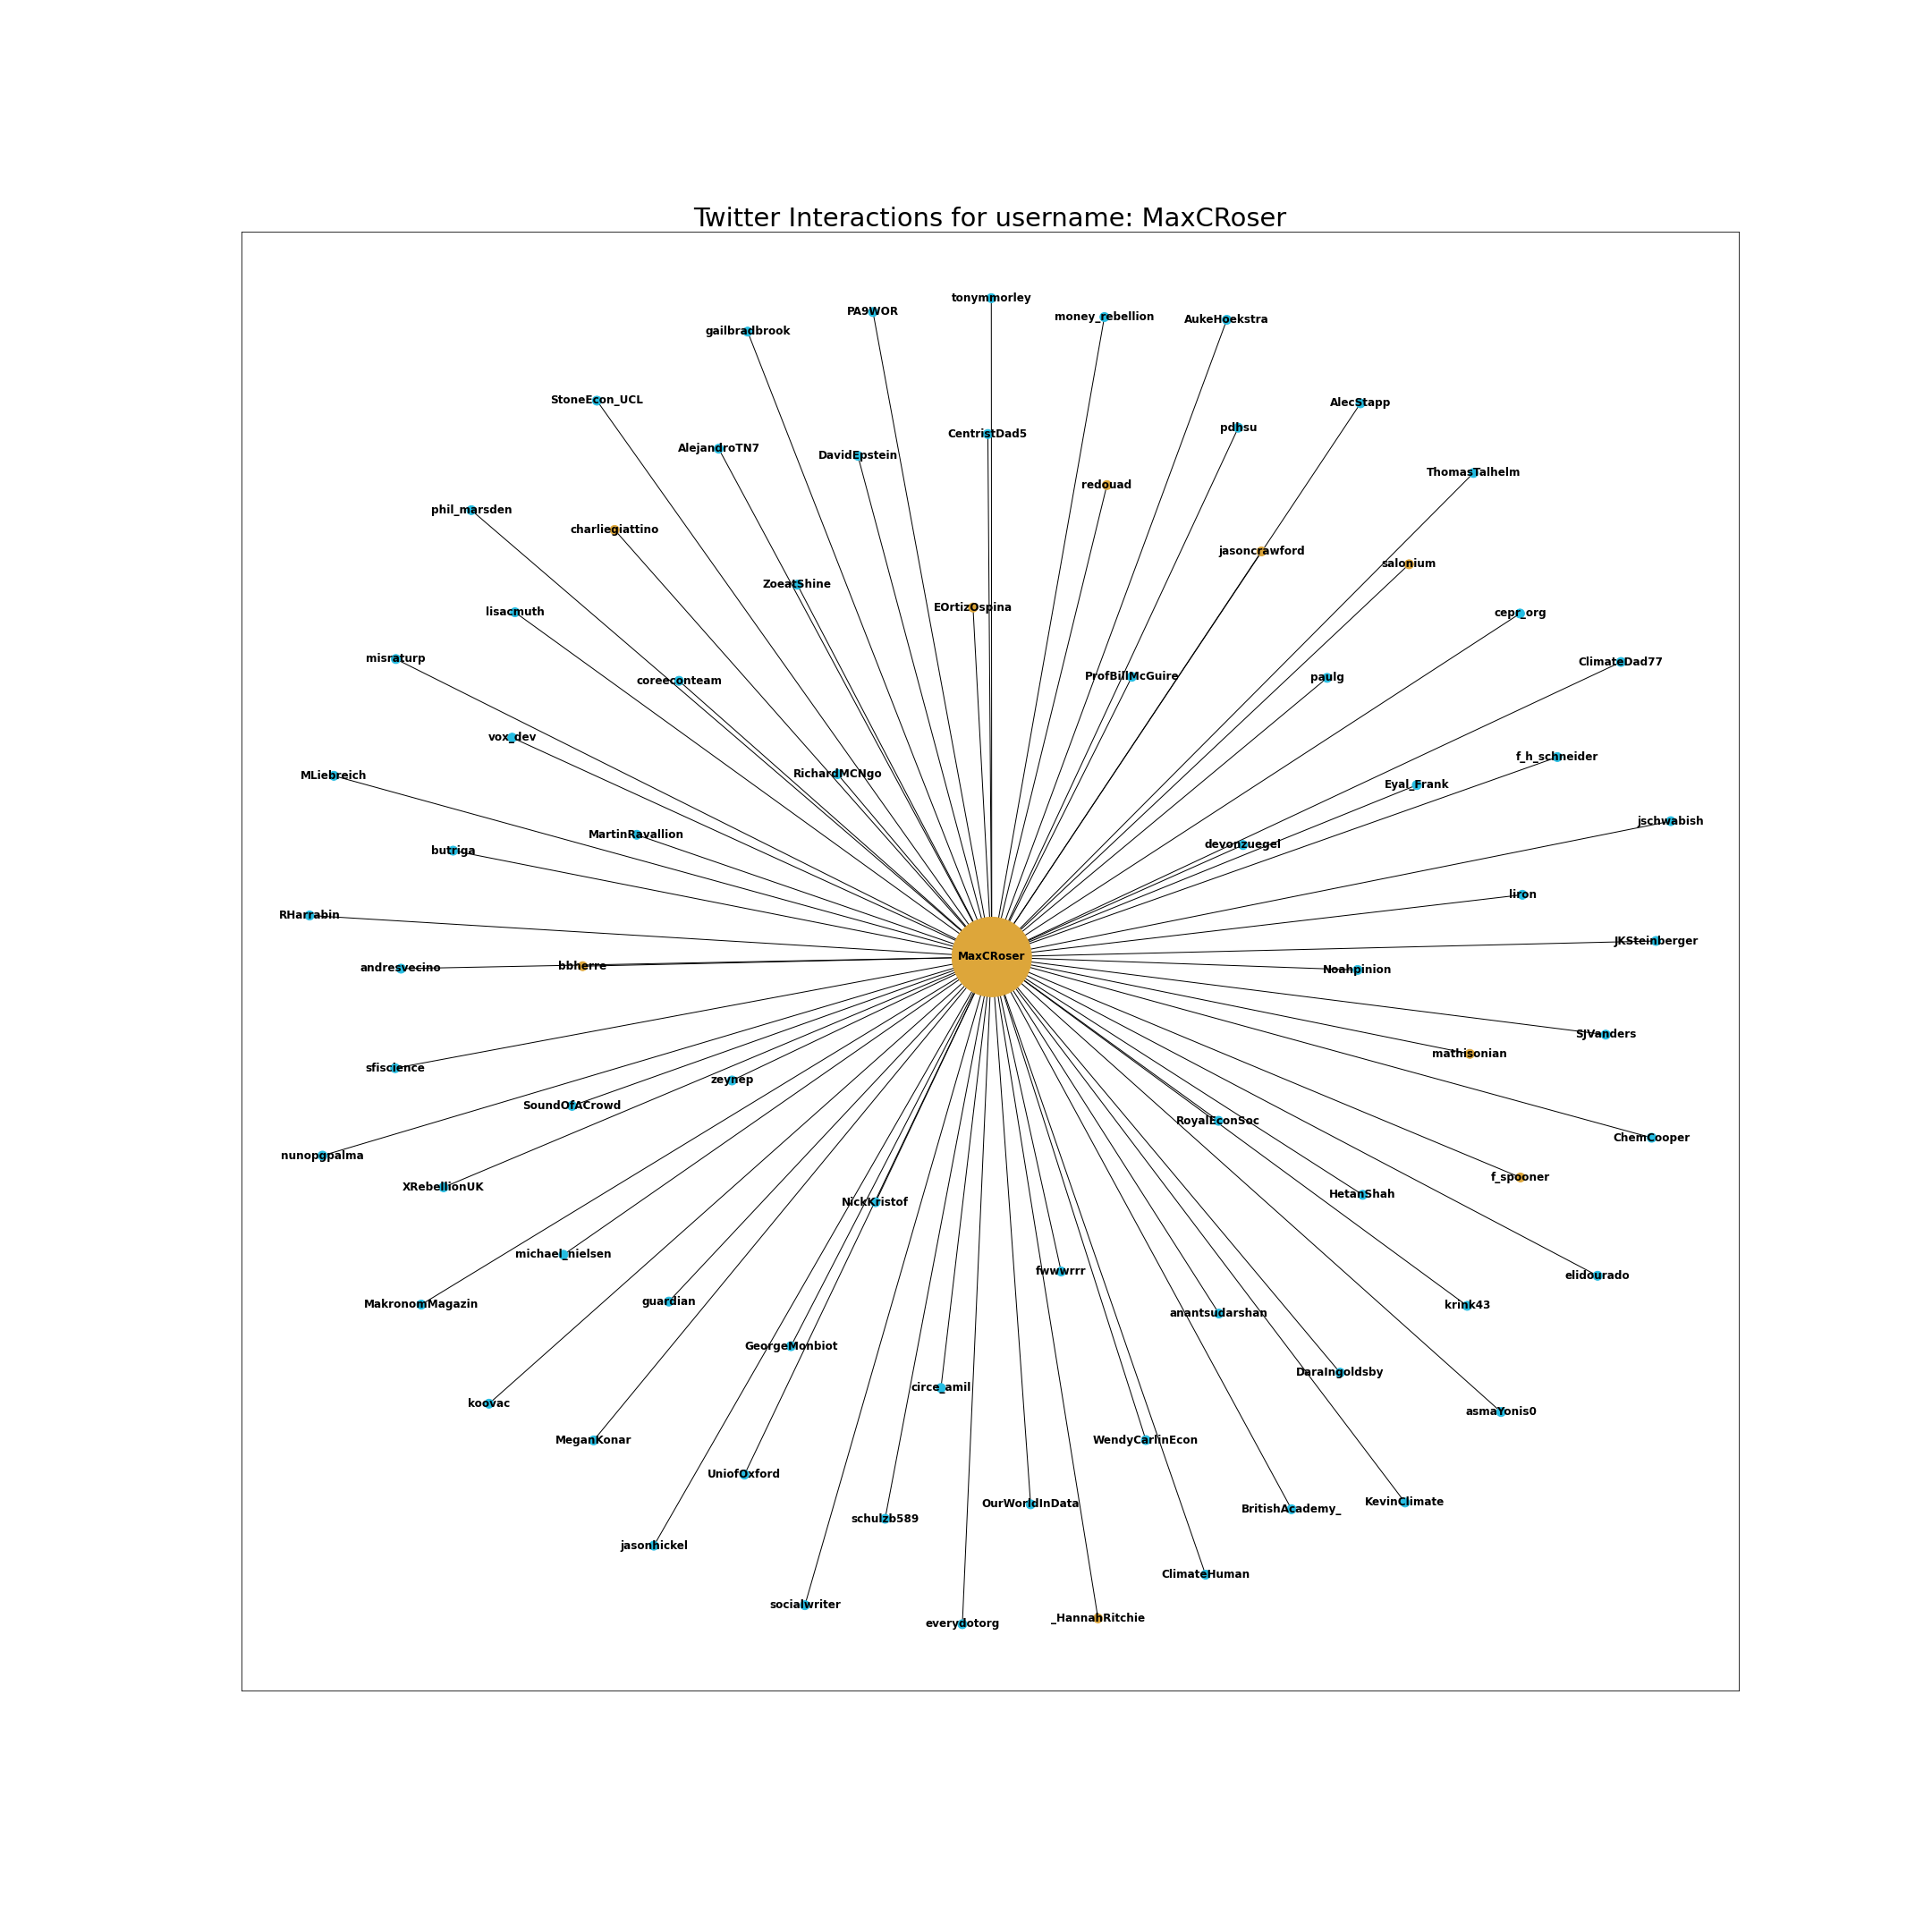 Twitter Interactions for username: MaxCRoser
tonymmorley
PA9WOR
money_rebellion
AukeHoekstra
gailbradbrook
StoneEcon_UCL
AlecStapp
pdhsu
CentristDad5
AlejandroTN7
DavidEpstein
ThomasTalhelm
redouad
phil_marsden
charliegiattino
jasoncrawford
salonium
ZoeatShine
EOrtizOspina
lisacmuth
cepr_org
misraturp
ClimateDad77
ProfBillMcGuire
paulg
coreeconteam
vox_dev
f_h_schneider
RichardMCNgo
MLiebreich
Eyal_Frank
jschwabish
MartinRavallion
devonzuegel
butriga
liron
RHarrabin
JKSteinberger
MaxCRoser
bbherre
andresvecino
Noahpinion
SJVanders
mathisonian
sfiscience
zeynep
SoundOfACrowd
RoyalEconSoc
ChemCooper
nunopgpalma
f_spooner
XRebellionUK
HetanShah
NickKristof
michael_nielsen
fwwwrrr
elidourado
guardian
MakronomMagazin
krink43
anantsudarshan
GeorgeMonbiot
DaraIngoldsby
circe_amil
koovac
asmaYonis0
MeganKonar
WendyCarlinEcon
UniofOxford
KevinClimate
OurWorldInData
BritishAcademy_
schulzb589
jasonhickel
ClimateHuman
socialwriter
_HannahRitchie
everydotorg